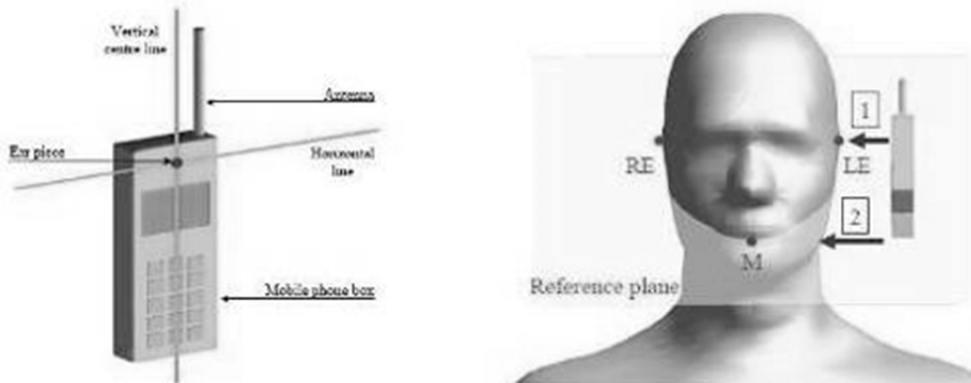 Vertical
centre line
Antenna
Ear piece
Horizontal
line
Mobile phone box
1
RE
LE
2
M
Reference plane